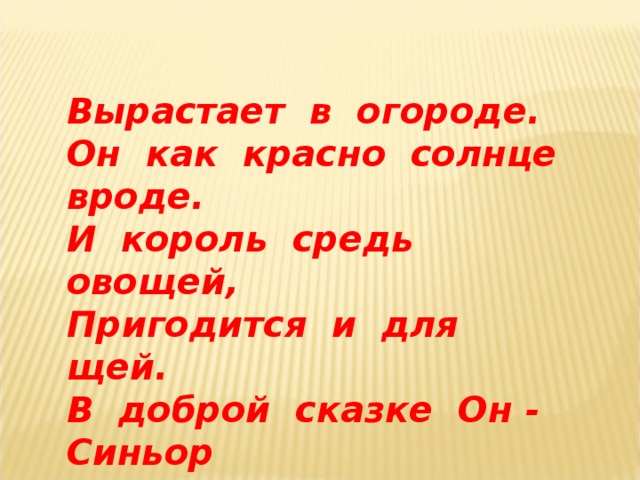 Вырастает в огороде.
Он как красно солнце
вроде.
И король средь
овощей,
Пригодится и для
щей.
В доброй сказке Он -
Синьор